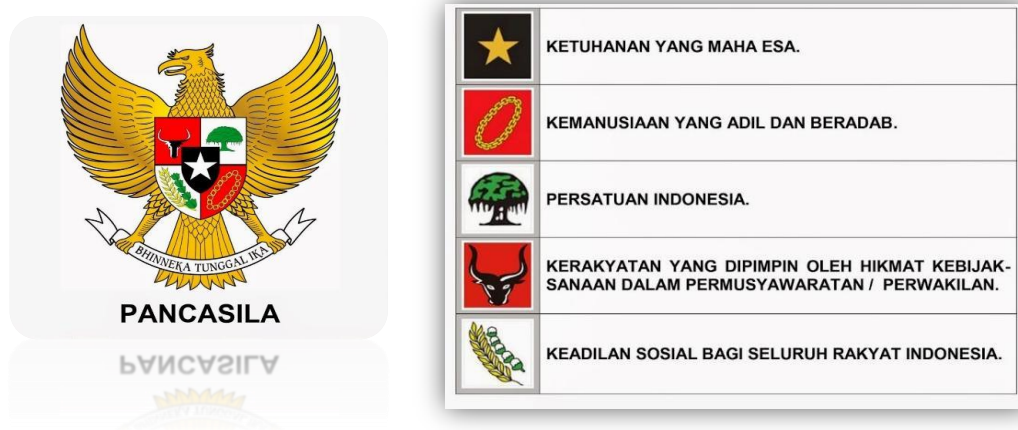 BHINNEKA TUNGGAL IKA
PANCASILA
PANCASILA
KETUHANAN YANG MAHA ESA.
KEMANUSIAAN YANG ADIL DAN BERADAB.
PERSATUAN INDONESIA.
KERAKYATAN YANG DIPIMPIN OLEH HIKMAT KEBIJAK-
SANAAN DALAM PERMUSYAWARATAN / PERWAKILAN.
KEADILAN SOSIAL BAGI SELURUH RAKYAT INDONESIA.